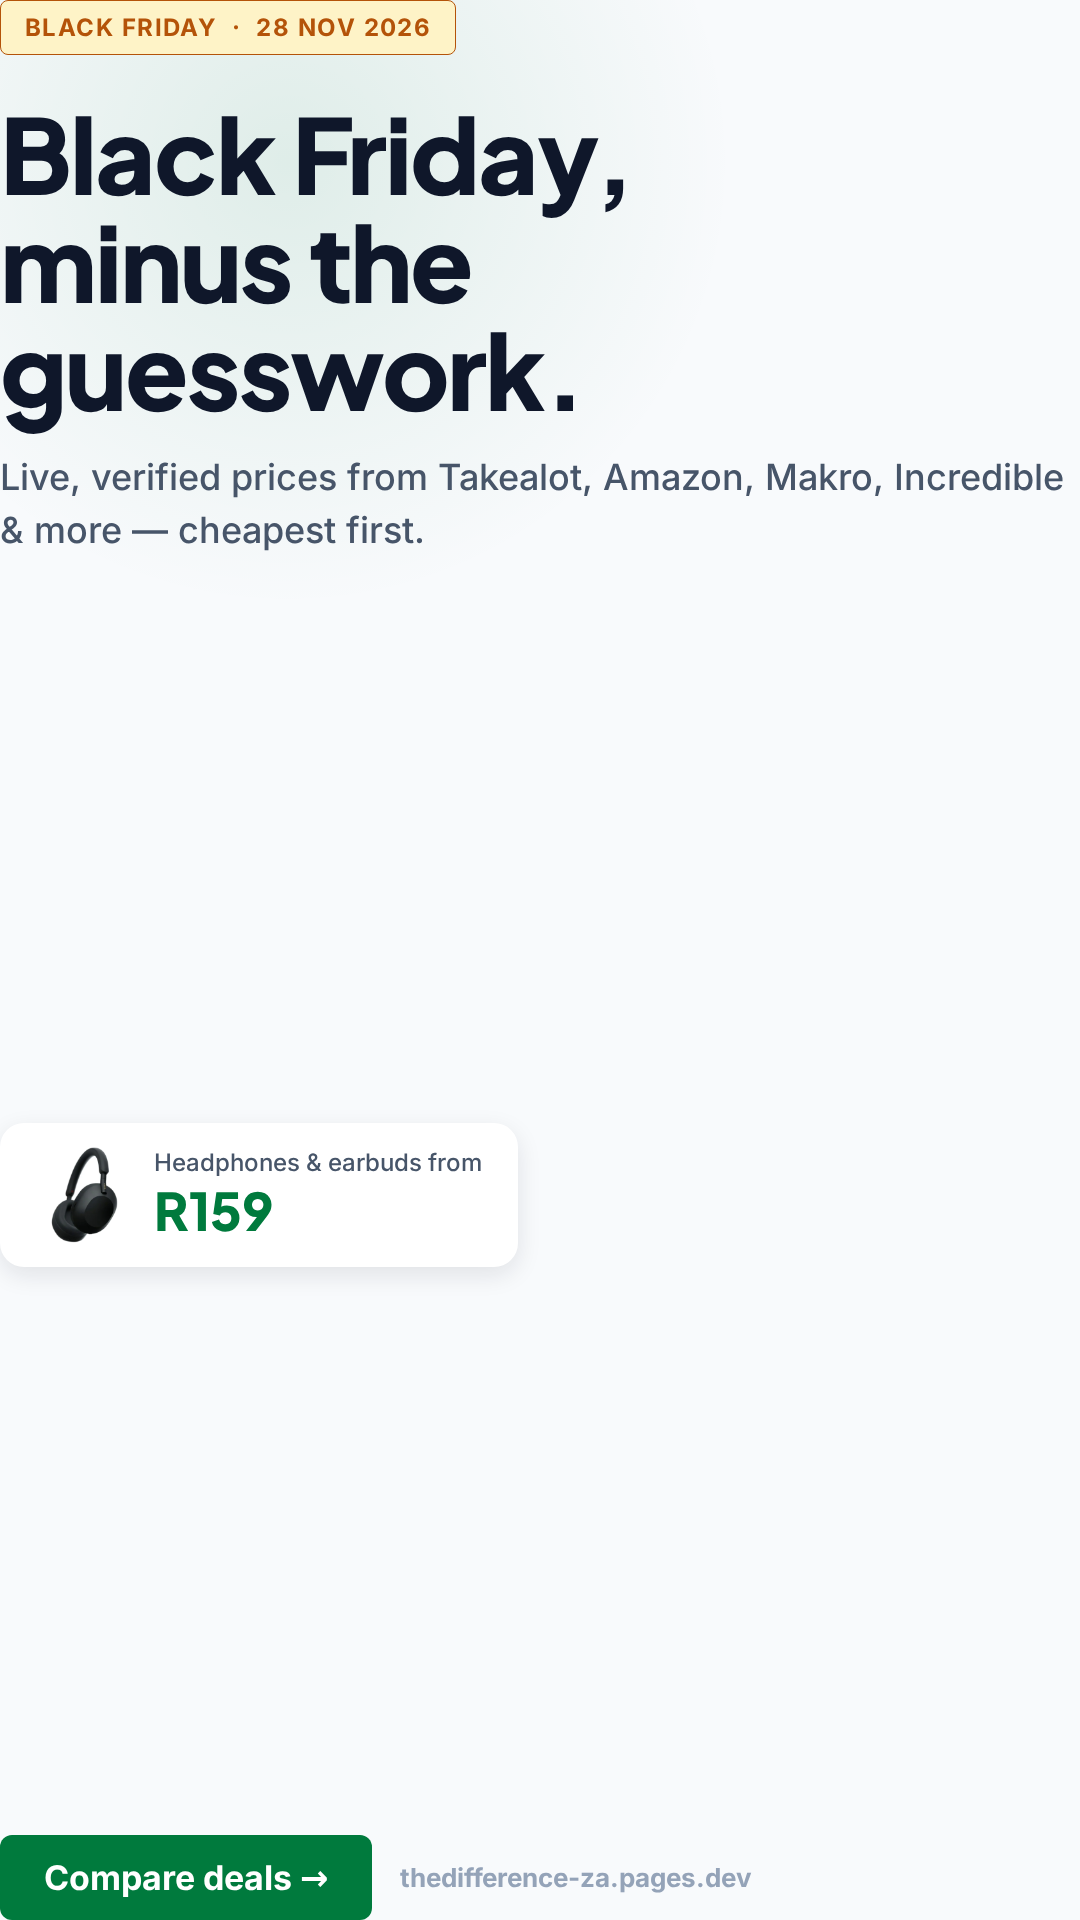 BLACK FRIDAY · 28 NOV 2026
Black Friday,
minus the
guesswork.
Live, verified prices from Takealot, Amazon, Makro, Incredible
& more — cheapest first.
Headphones & earbuds from
R159
Compare deals →
thedifference-za.pages.dev